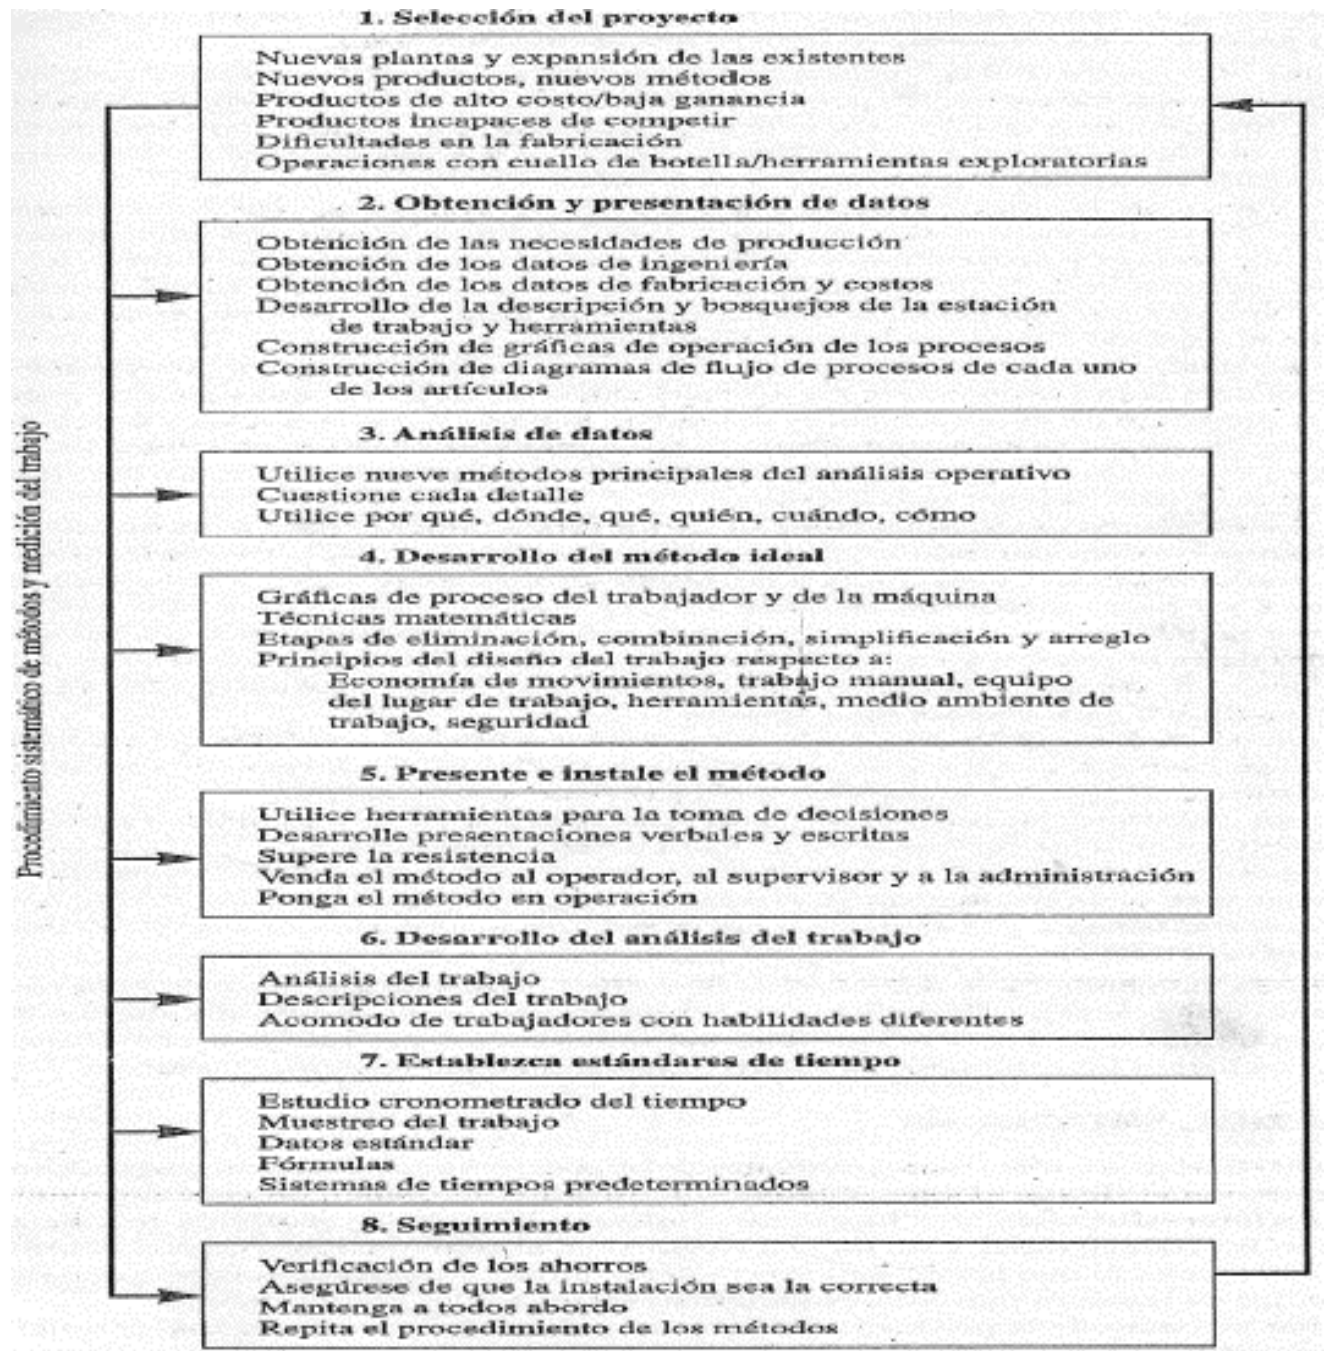 1. Selección del proyecto
Nuevas plantas y expansión de las existentes
Nuevos productos, nuevos métodos
Productos de alto costo/baja ganancia
Productos incapaces de competir
Dificultades en la fabricación
Operaciones con cuello de botella/herramientas exploratorias
2. Obtención y presentación de datos
Obtención de las necesidades de producción
Obtención de los datos de ingeniería
Obtención de los datos de fabricación y costos
Desarrollo de la descripción y bosquejos de la estación
de trabajo y herramientas
Construcción de gráficas de operación de los procesos
Construcción de diagramas de flujo de procesos de cada uno
de los artículos
3. Análisis de datos
Utilice nueve métodos principales del análisis operativo
Cuestione cada detalle
Utilice por qué, dónde, qué, quién, cuándo, cómo
4. Desarrollo del método ideal
Gráficas de proceso del trabajador y de la máquina
Técnicas matemáticas
Etapas de eliminación, combinación, simplificación y arreglo
Principios del diseño del trabajo respecto a:
Economía de movimientos, trabajo manual, equipo
del lugar de trabajo, herramientas, medio ambiente de
trabajo, seguridad
5. Presente e instale el método
Utilice herramientas para la toma de decisiones
Desarrolle presentaciones verbales y escritas
Supere la resistencia
Venda el método al operador, al supervisor y a la administración
Ponga el método en operación
6. Desarrollo del análisis del trabajo
Análisis del trabajo
Descripciones del trabajo
Acomodo de trabajadores con habilidades diferentes
7. Establezca estándares de tiempo
Estudio cronometrado del tiempo
Muestreo del trabajo
Datos estándar
Fórmulas
Sistemas de tiempos predeterminados
8. Seguimiento
Verificación de los ahorros
Asegúrese de que la instalación sea la correcta
Mantenga a todos abordo
Repita el procedimiento de los métodos
Procedimiento sistemático de métodos y medición del trabajo